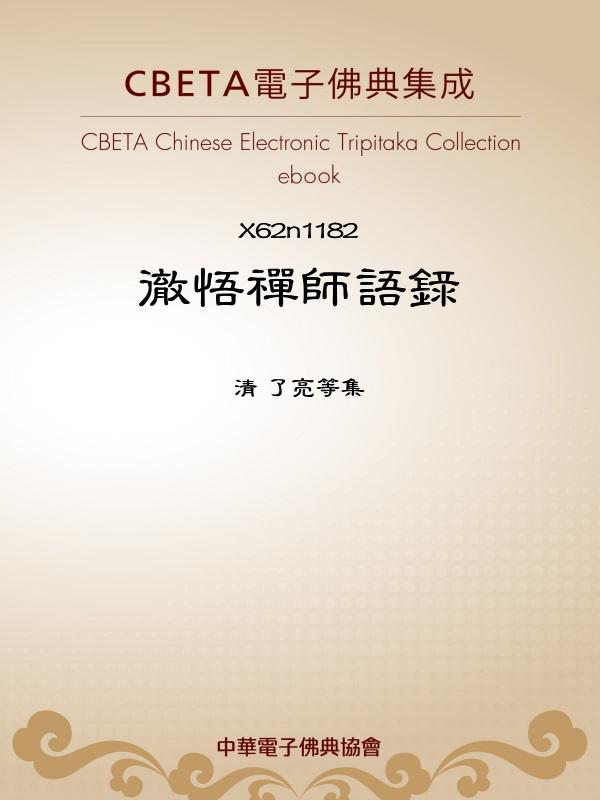 CBETA電子佛典集成
CBETA Chinese Electronic Tripitaka Collection
ebook
X62n1182
徹悟禪師語錄
清 了亮等集
中華電子佛典協會